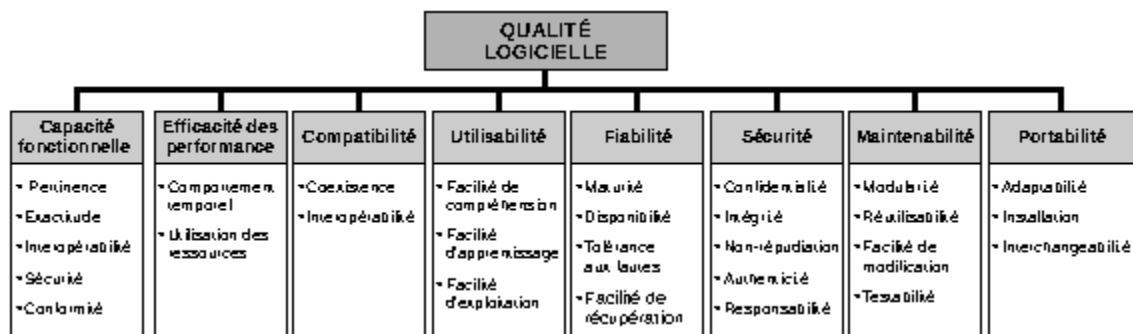 QUALITÉ
LOGICIELLE
Capacité
fonctionnelle
• Pertinence
• Exactitude
• Interopérabilité
• Sécurité
• Conformité
Efficacité des
performance
• Comportement
temporel
• Utilisation des
ressources
Compatibilité
• Coexistence
• Interopérabilité
Utilisabilité
• Facilité de
compréhension
• Facilité
d'apprentissage
• Facilité
d'exploitation
Fiabilité
• Maturité
• Disponibilité
• Tolérance
aux fautes
• Facilité de
récupération
Sécurité
• Confidentialité
• Intégrité
• Non-répudiation
• Authenticité
• Responsabilité
Maintenabilité
• Modularité
• Réutilisabilité
• Facilité de
modification
• Testabilité
Portabilité
• Adaptabilité
• Installation
• Interchangeabilité